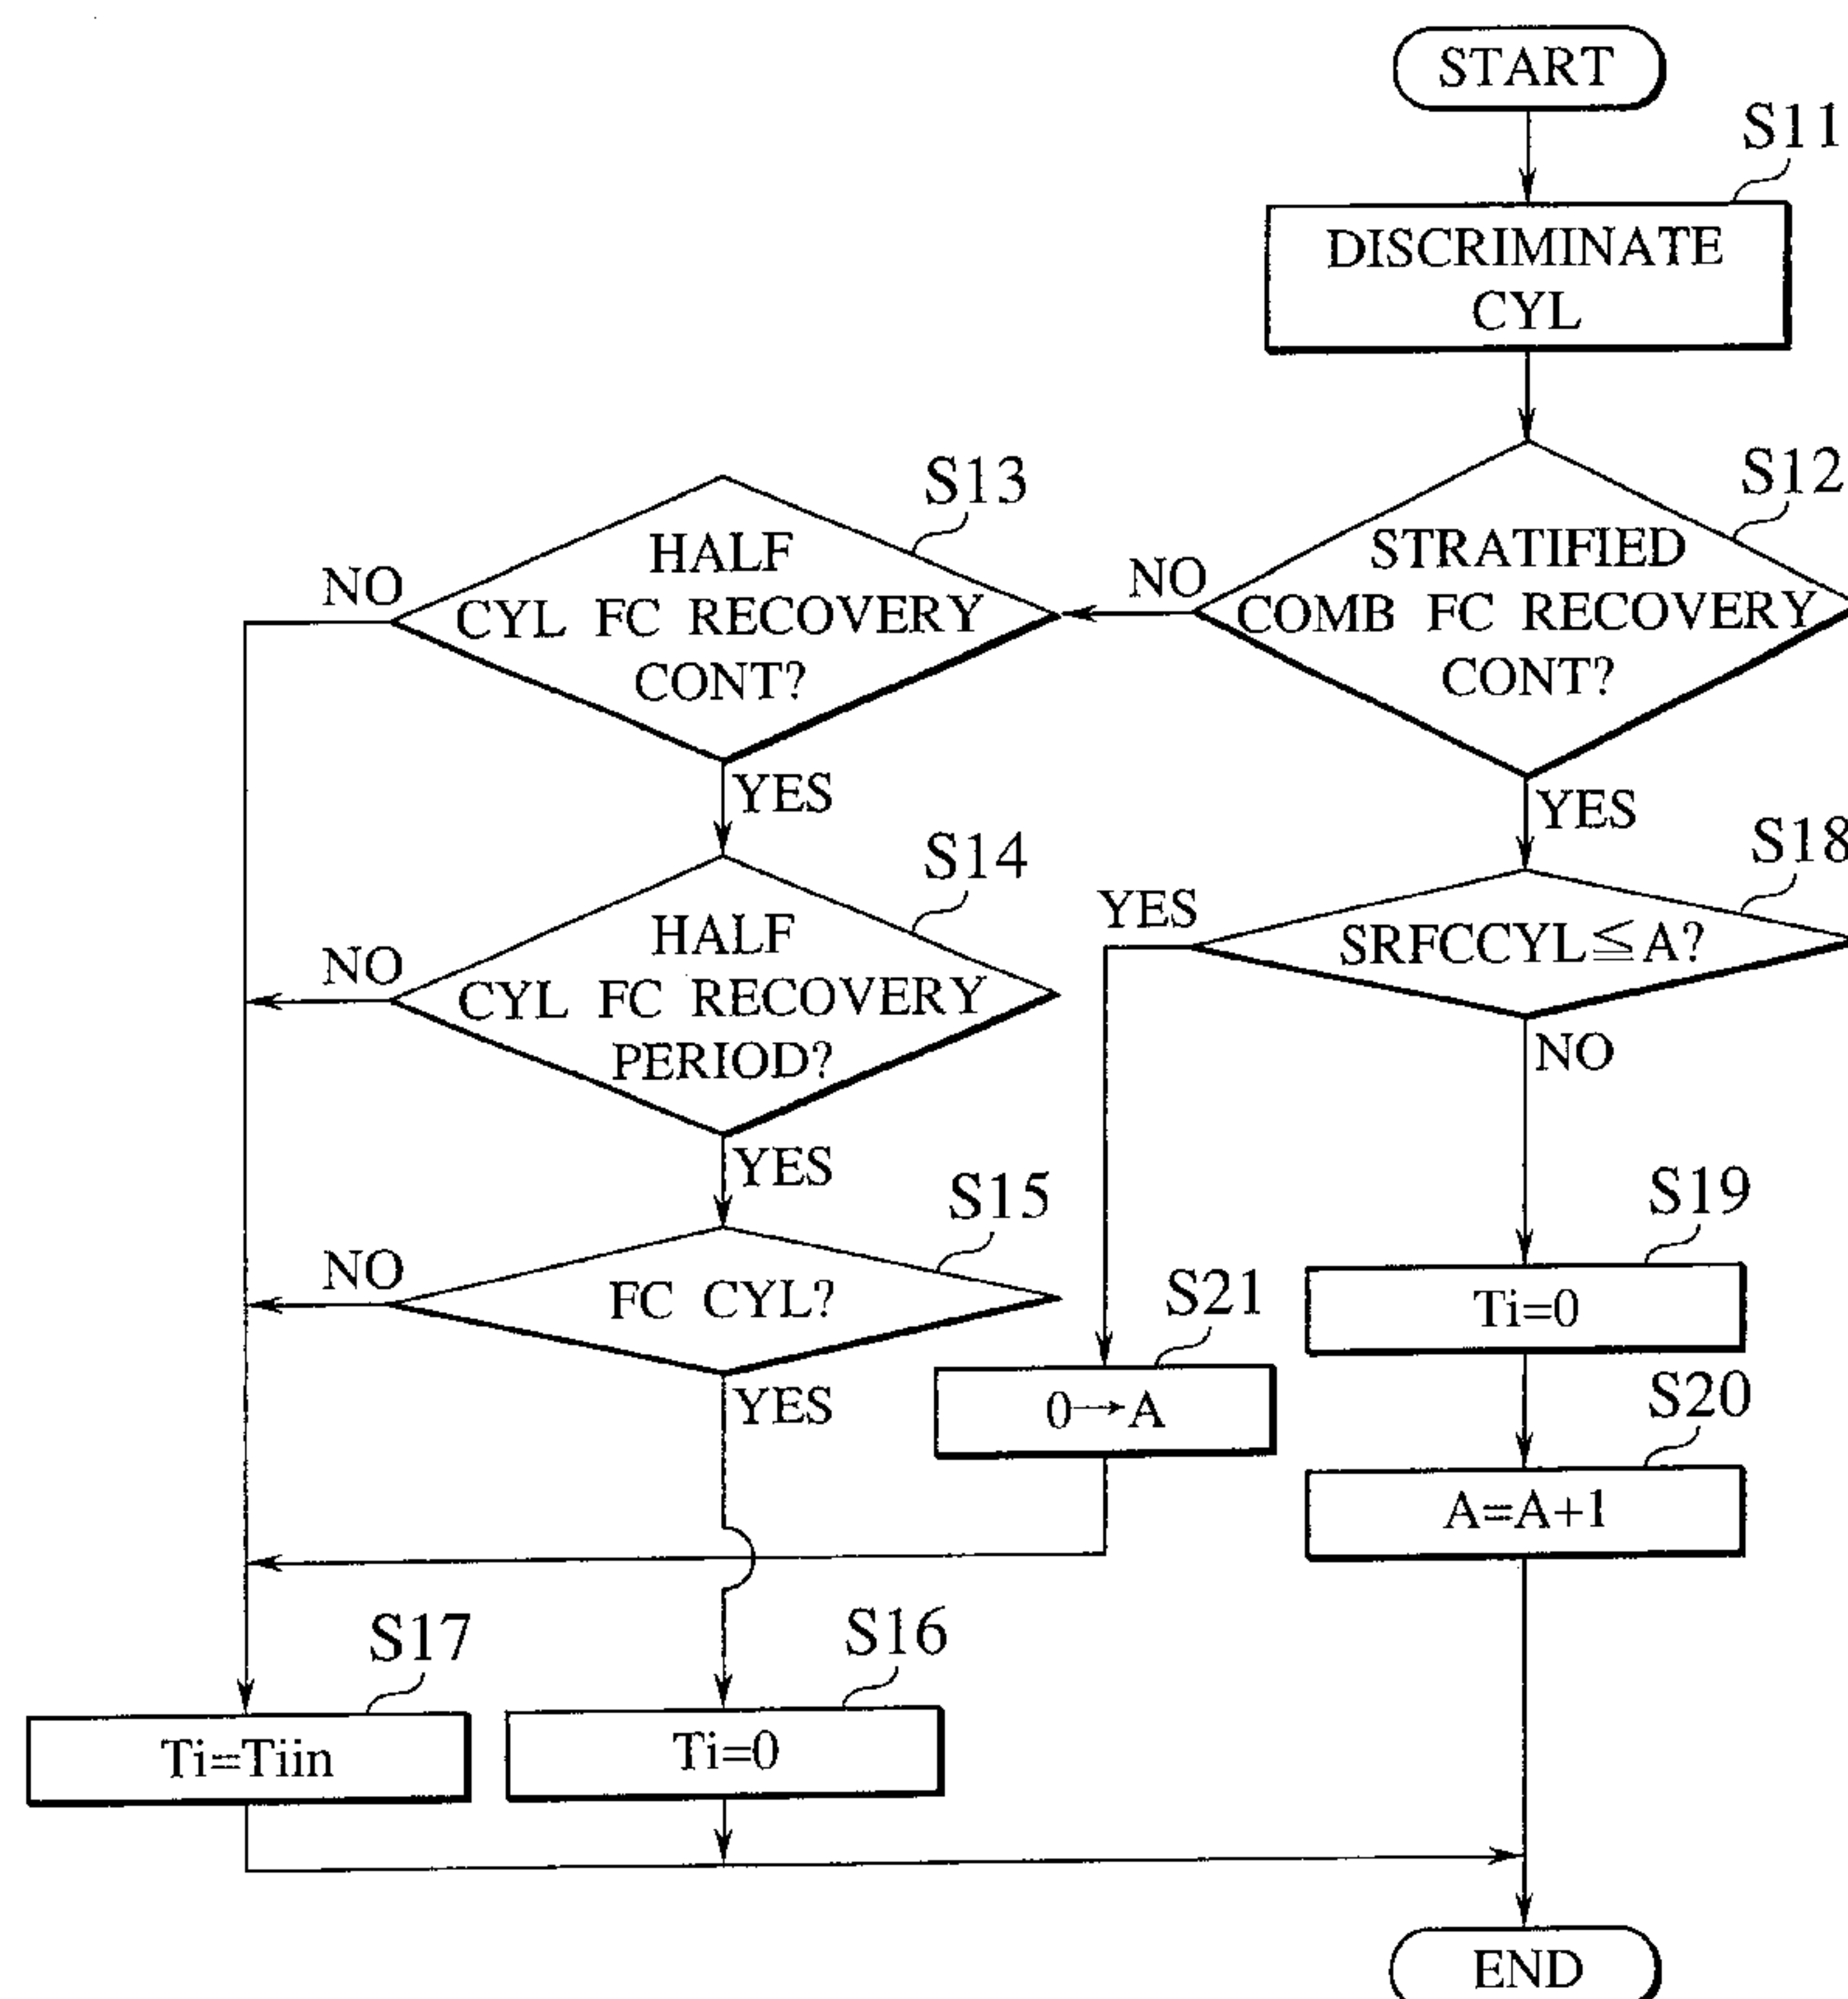 START
S11
DISCRIMINATE
CYL
S12
STRATIFIED
COMB FC RECOVERY
CONT?
NO
YES
S13
HALF
CYL FC RECOVERY
CONT?
NO
YES
S14
HALF
CYL FC RECOVERY
PERIOD?
NO
YES
S15
FC CYL?
NO
YES
S18
SRFCCYL≦A?
YES
NO
S19
Ti=0
S20
A=A+1
S21
0→A
S17
Ti=Tiin
S16
Ti=0
END